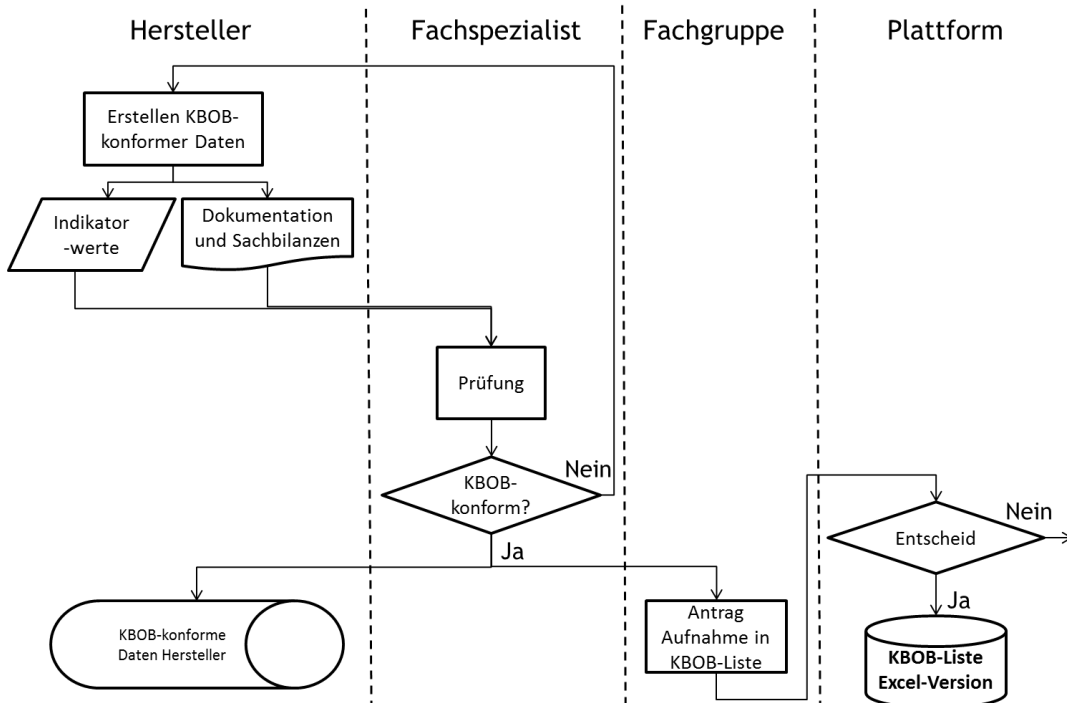 Hersteller
Fachspezialist
Fachgruppe
Plattform
Erstellen KBOB-
konformer Daten
Indikator
-werte
Dokumentation
und Sachbilanzen
Prüfung
KBOB-
konform?
Nein
Ja
KBOB-konforme
Daten Hersteller
Antrag
Aufnahme in
KBOB-Liste
Entscheid
Nein
Ja
KBOB-Liste
Excel-Version